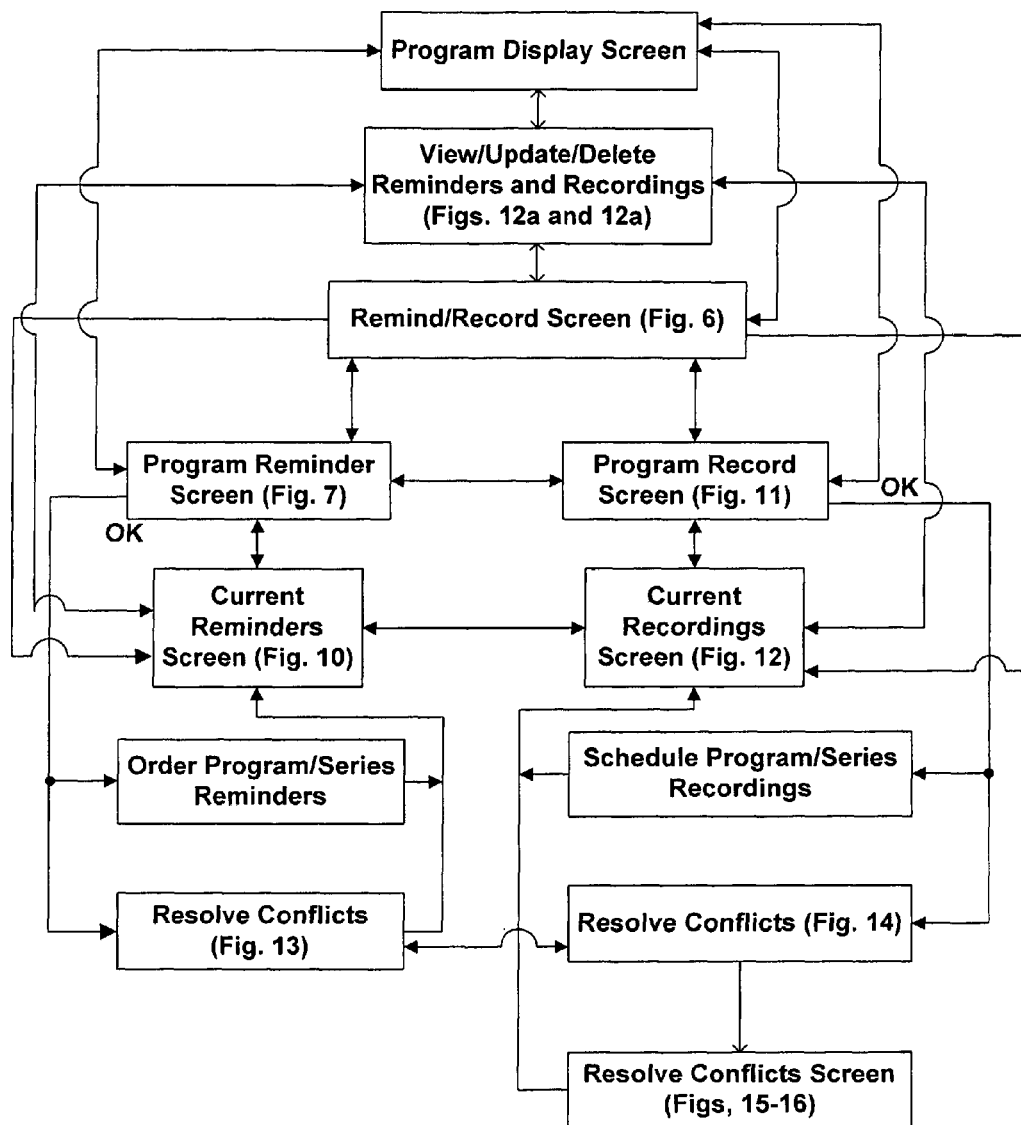 Program Display Screen
View/Update/Delete
Reminders and Recordings
(Figs. 12a and 12a)
Remind/Record Screen (Fig. 6)
Program Reminder
Screen (Fig. 7)
Program Record
Screen (Fig. 11)
OK
OK
Current
Reminders
Screen (Fig. 10)
Current
Recordings
Screen (Fig. 12)
Order Program/Series
Reminders
Schedule Program/Series
Recordings
Resolve Conflicts
(Fig. 13)
Resolve Conflicts (Fig. 14)
Resolve Conflicts Screen
(Figs, 15-16)